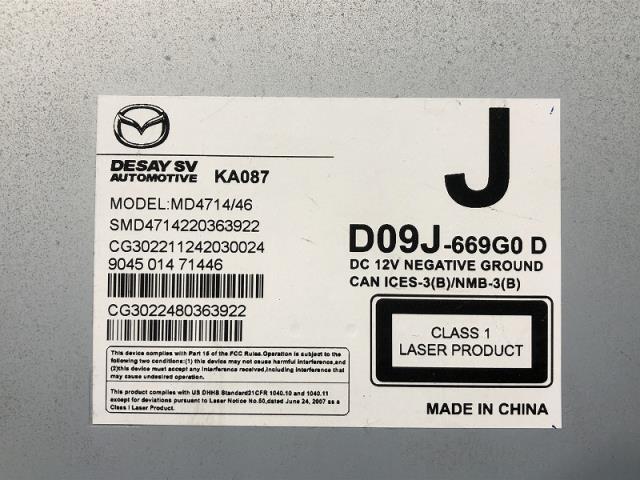 J
DESAY SV
AUTOMOTIVE KA087
MODEL:MD4714/46
SMD4714220363922
CG302211242030024
9045 014 71446
CG3022480363922
D09J-669G0 D
DC 12V NEGATIVE GROUND
CAN ICES-3(B)/NMB-3(B)
CLASS 1
LASER PRODUCT
This device complies with Part 15 of the FCC Rules.Operation is subject to the
following two conditions:(1) this device may not cause harmful interference,and
(2)this device must accept any interference received,including interference that
may cause undesired operation.
This product complies with US DHHS Standard21CFR 1040.10 and 1040.11
except for deviations pursuant to Laser Notice No.50,dated June 24, 2007 as a
Class I Laser Product.
MADE IN CHINA